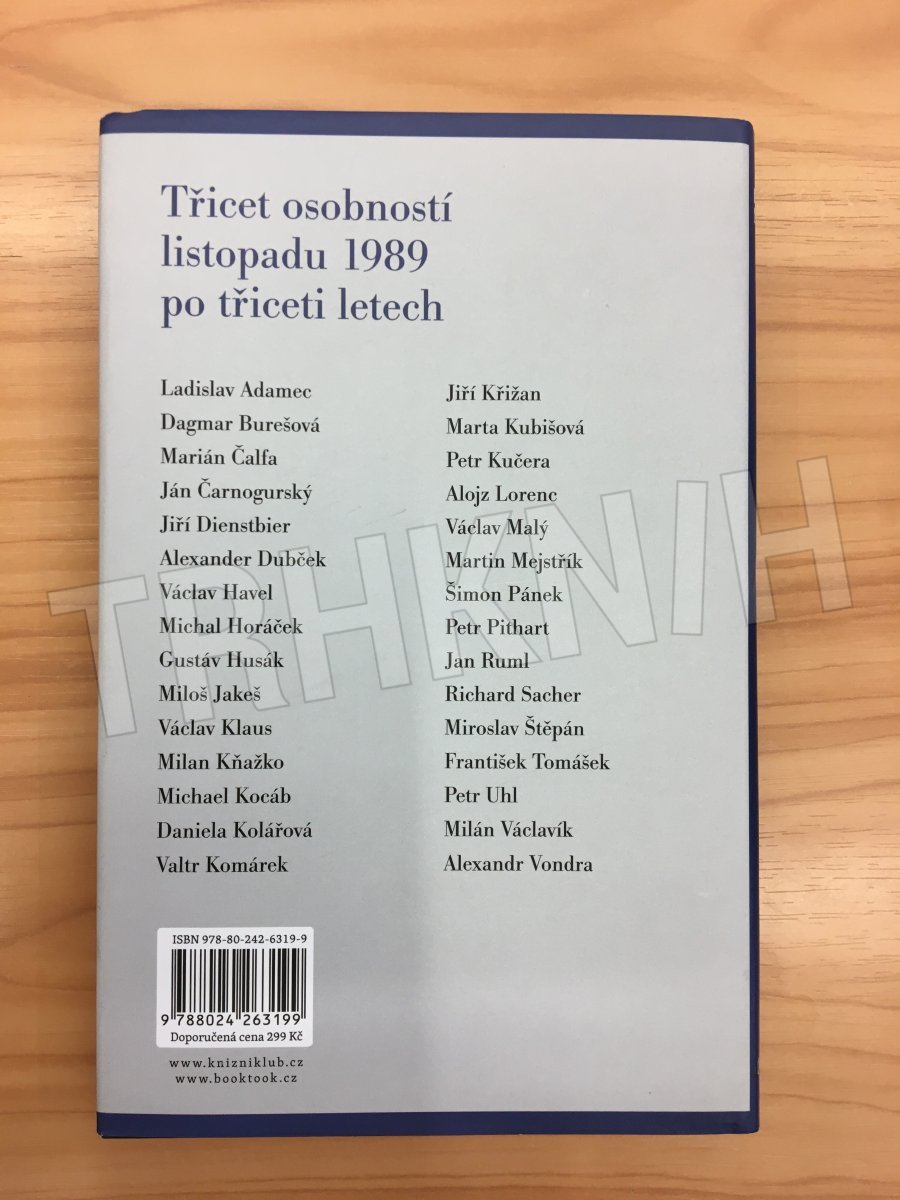 Třicet osobností
listopadu 1989
po třiceti letech
Ladislav Adamec
Dagmar Burešová
Marián Čalfa
Ján Čarnogurský
Jiří Dienstbier
Alexander Dubček
Václav Havel
Michal Horáček
Gustáv Husák
Miloš Jakeš
Václav Klaus
Milan Kňažko
Michael Kocáb
Daniela Kolářová
Valtr Komárek
Jiří Křižan
Marta Kubišová
Petr Kučera
Alojz Lorenc
Václav Malý
Martin Mejstřík
Šimon Pánek
Petr Pithart
Jan Ruml
Richard Sacher
Miroslav Štěpán
František Tomášek
Petr Uhl
Milán Václavík
Alexandr Vondra
TRHKNIH
ISBN 978-80-242-6319-9
9 788024 263199
Doporučená cena 299 Kč
www.knizniklub.cz
www.booktook.cz